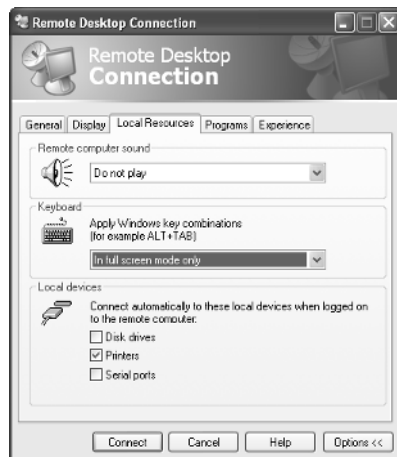 Remote Desktop Connection
Remote Desktop
Connection
General Display Local Resources Programs Experience
Remote computer sound
Do not play
Keyboard
Apply Windows key combinations
(for example ALT+TAB)
In full screen mode only
Local devices
Connect automatically to these local devices when logged on
to the remote computer:
Disk drives
Printers
Serial ports
Connect Cancel Help Options <<